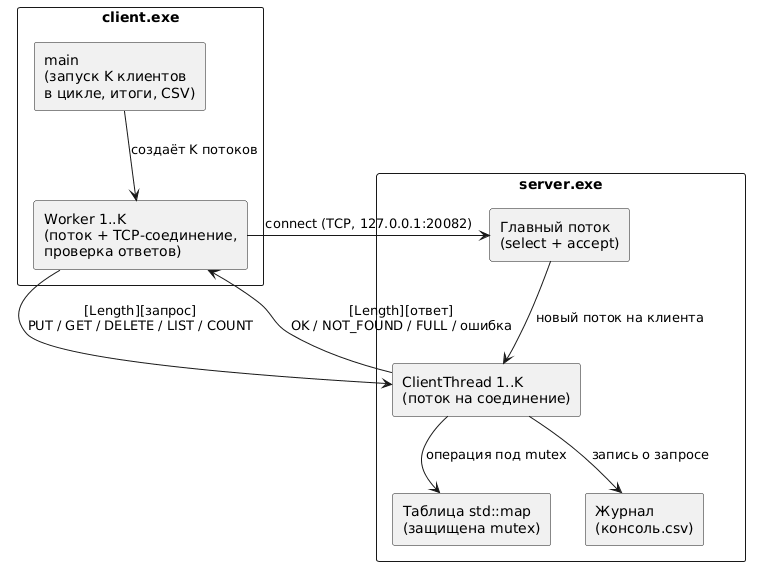 client.exe
main
(запуск K клиентов
в цикле, итоги, CSV)
создаёт K потоков
server.exe
Worker 1..K
(поток + TCP-соединение,
проверка ответов)
connect (TCP, 127.0.0.1:20082)
Главный поток
(select + accept)
[Length][запрос]
PUT / GET / DELETE / LIST / COUNT
[Length][ответ]
OK / NOT_FOUND / FULL / ошибка
новый поток на клиента
ClientThread 1..K
(поток на соединение)
операция под mutex
запись о запросе
Таблица std::map
(защищена mutex)
Журнал
(консоль.csv)